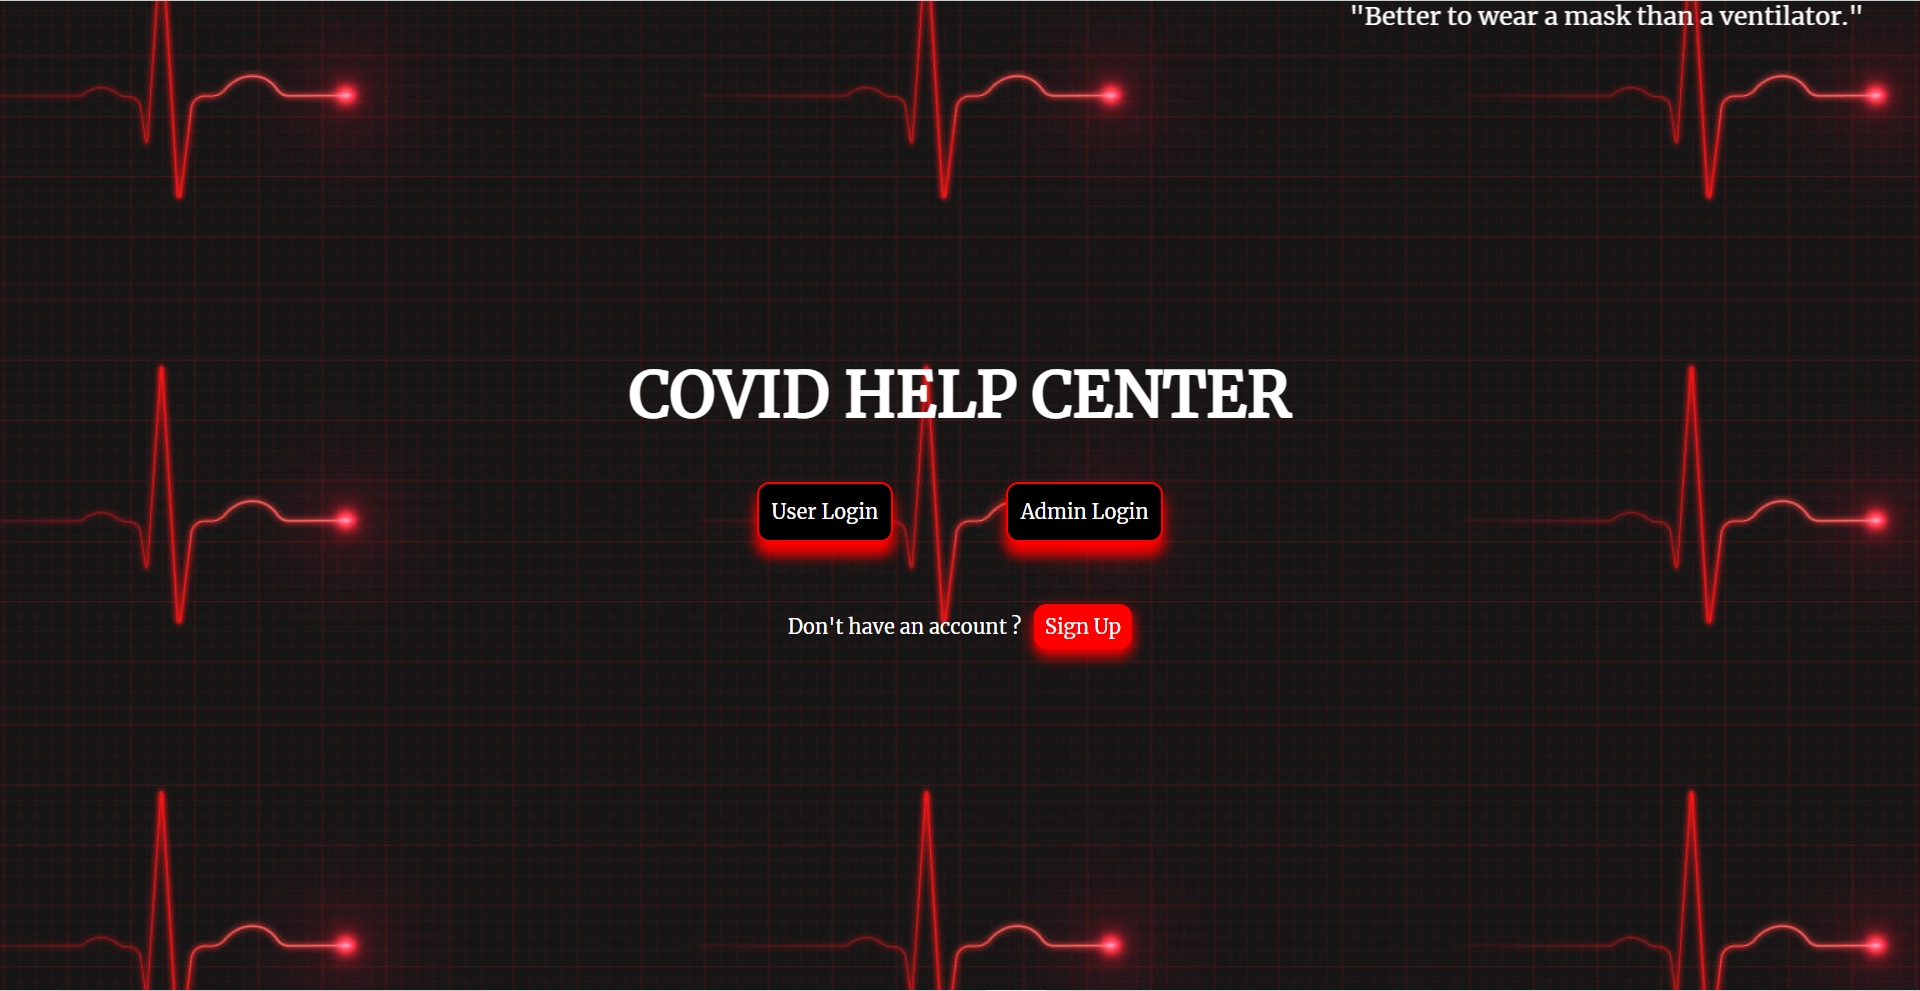 "Better to wear a mask than a ventilator."
COVID HELP CENTER
User Login Admin Login
Don't have an account ? Sign Up